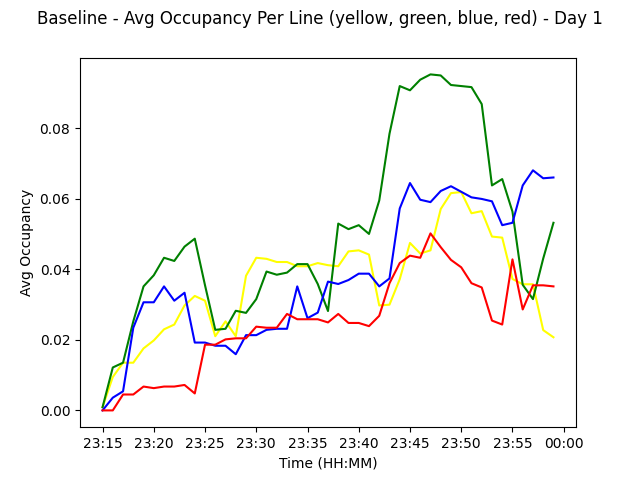 Baseline - Avg Occupancy Per Line (yellow, green, blue, red) - Day 1
Avg Occupancy
0.08
0.06
0.04
0.02
0.00
23:15 23:20 23:25 23:30 23:35 23:40 23:45 23:50 23:55 00:00
Time (HH:MM)